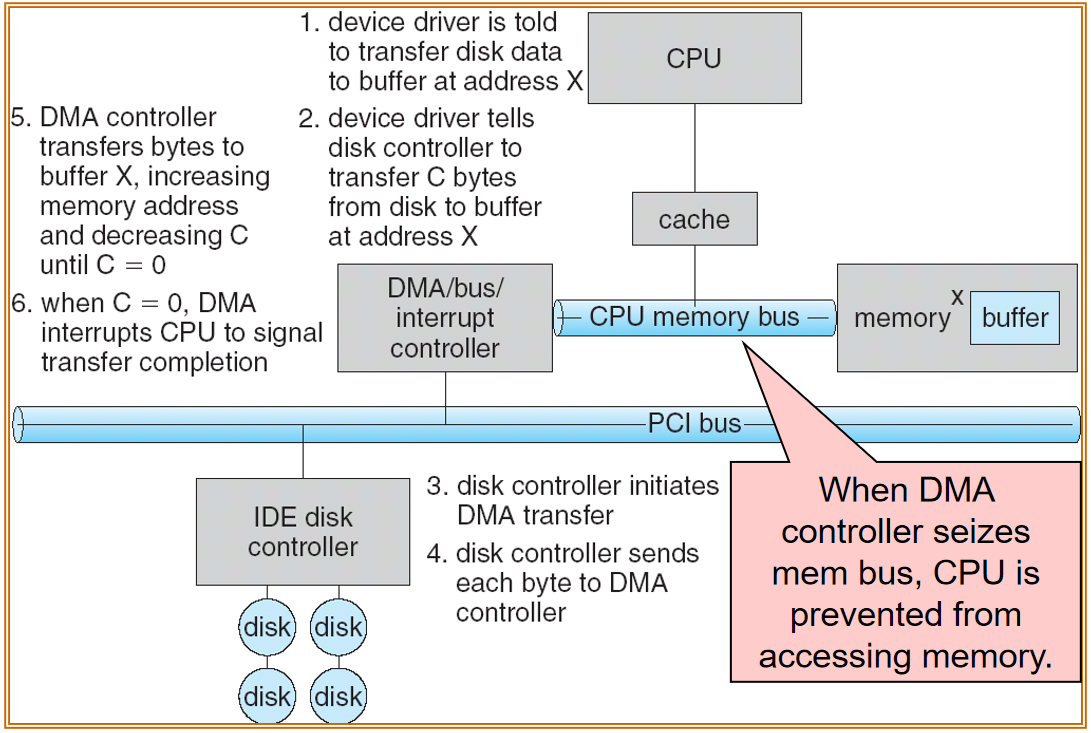 1. device driver is told
to transfer disk data
to buffer at address X
CPU
5. DMA controller
transfers bytes to
buffer X, increasing
memory address
and decreasing C
until C = 0
2. device driver tells
disk controller to
transfer C bytes
from disk to buffer
at address X
cache
6. when C = 0, DMA
interrupts CPU to signal
transfer completion
DMA/bus/
interrupt
controller
CPU memory bus
memory
X
buffer
PCI bus
IDE disk
controller
3. disk controller initiates
DMA transfer
4. disk controller sends
each byte to DMA
controller
When DMA
controller seizes
mem bus, CPU is
prevented from
accessing memory.
disk
disk
disk
disk